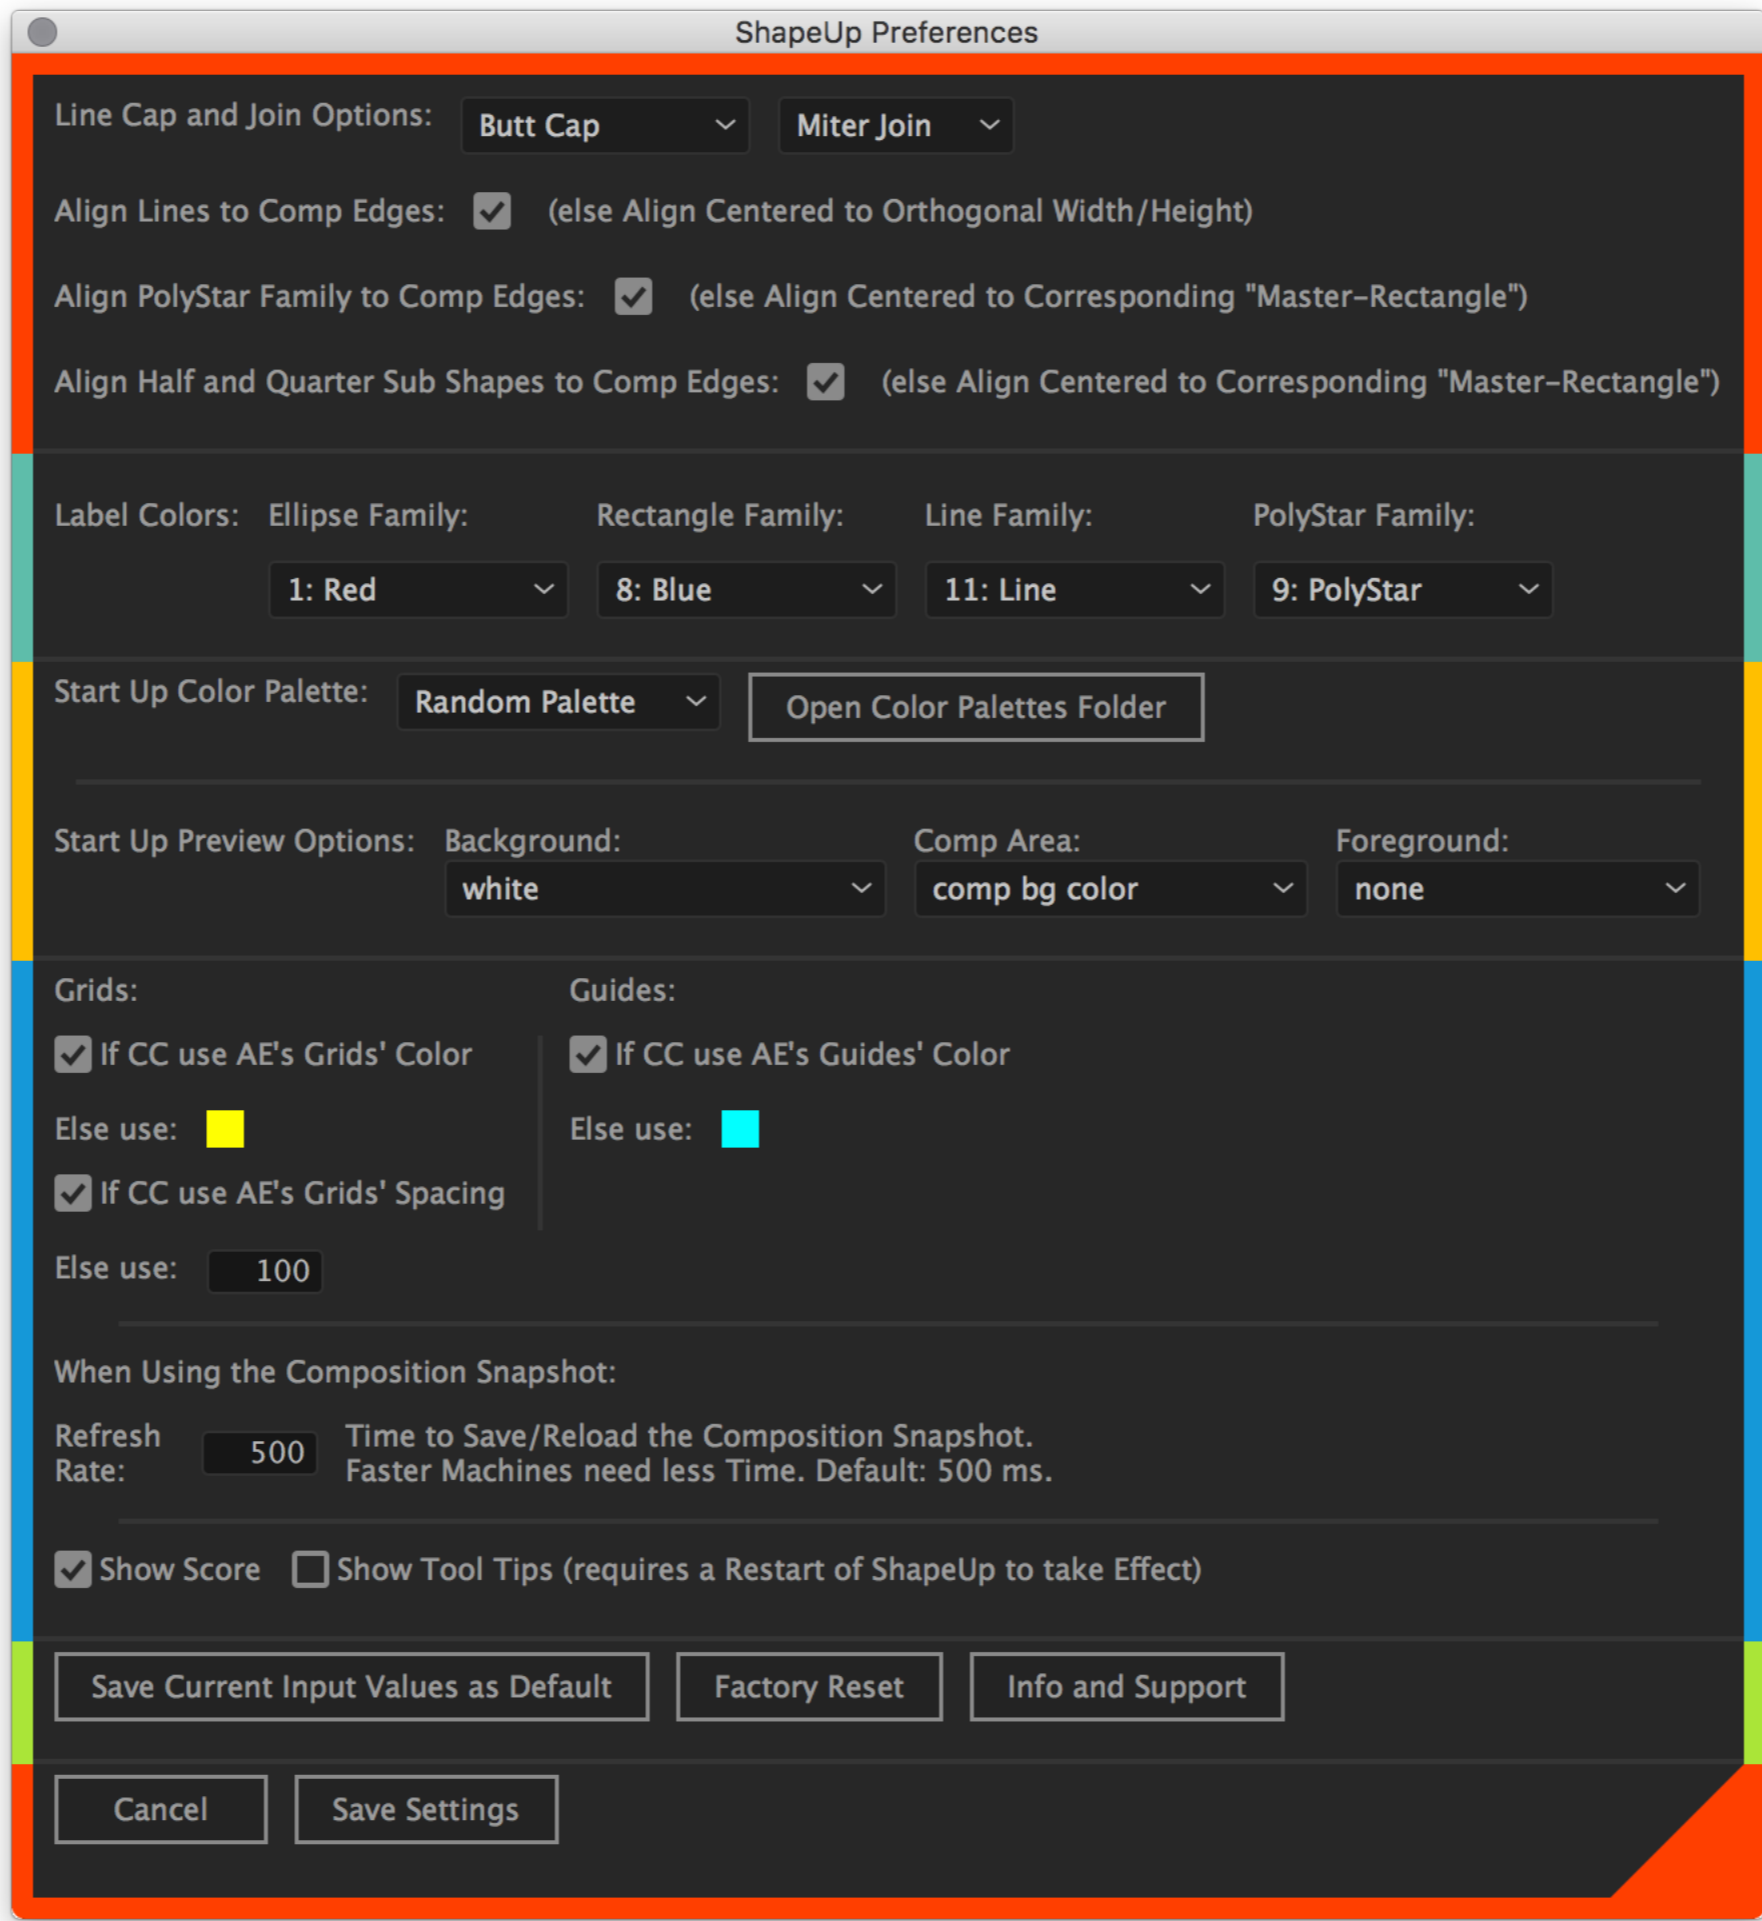 ShapeUp Preferences
Line Cap and Join Options: Butt Cap Miter Join
Align Lines to Comp Edges: (else Align Centered to Orthogonal Width/Height)
Align PolyStar Family to Comp Edges: (else Align Centered to Corresponding "Master-Rectangle")
Align Half and Quarter Sub Shapes to Comp Edges: (else Align Centered to Corresponding "Master-Rectangle")
Label Colors: Ellipse Family: Rectangle Family: Line Family: PolyStar Family:
1: Red 8: Blue 11: Line 9: PolyStar
Start Up Color Palette: Random Palette Open Color Palettes Folder
Start Up Preview Options: Background: Comp Area: Foreground:
white comp bg color none
Grids: Guides:
If CC use AE's Grids' Color If CC use AE's Guides' Color
Else use: Else use:
If CC use AE's Grids' Spacing
Else use: 100
When Using the Composition Snapshot:
Refresh Rate: 500 Time to Save/Reload the Composition Snapshot.
Faster Machines need less Time. Default: 500 ms.
Show Score Show Tool Tips (requires a Restart of ShapeUp to take Effect)
Save Current Input Values as Default Factory Reset Info and Support
Cancel Save Settings